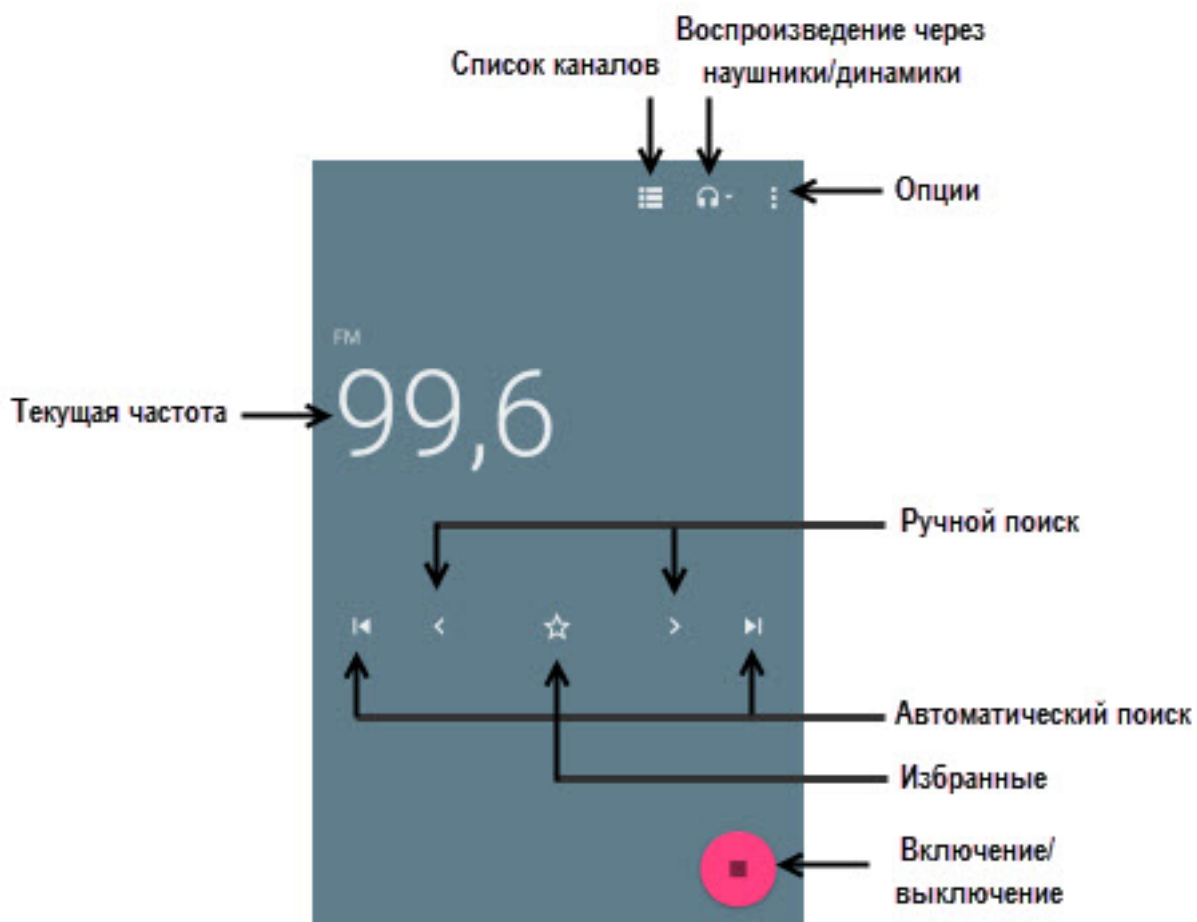 Воспроизведение через
наушники/динамики
Список каналов
Опции
FM
99,6
Текущая частота
Ручной поиск
Автоматический поиск
Избранные
Включение/
выключение